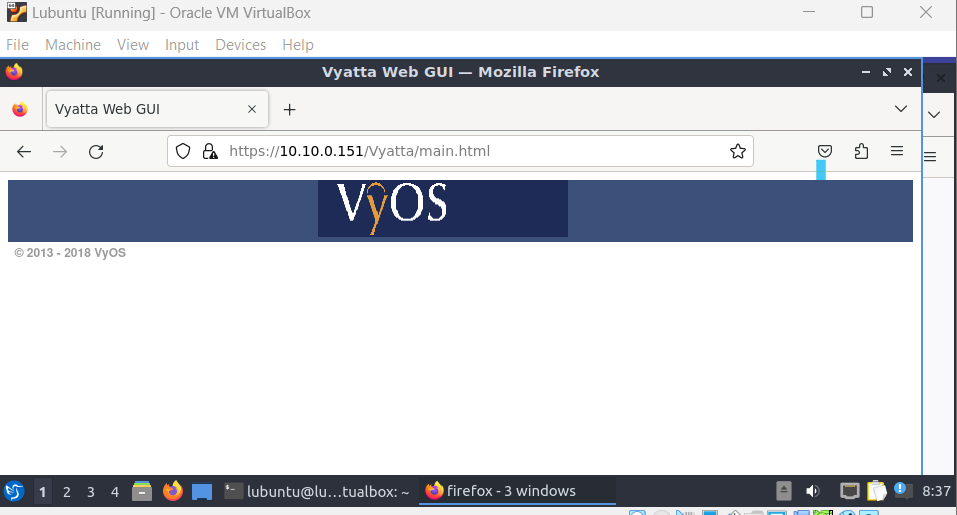 Lubuntu [Running] - Oracle VM VirtualBox
File Machine View Input Devices Help
Vyatta Web GUI — Mozilla Firefox
Vyatta Web GUI
https://10.10.0.151/Vyatta/main.html
VyOS
© 2013 - 2018 VyOS
1 2 3 4 lubuntu@lu...tualbox: ~ firefox - 3 windows 8:37